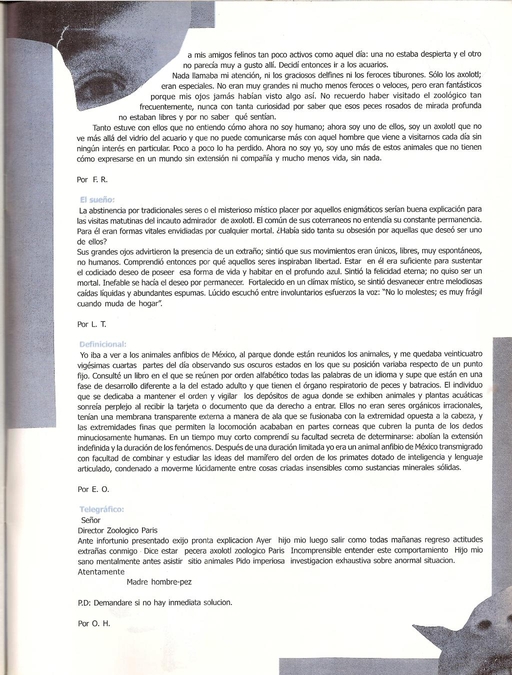 a mis amigos felinos tan poco activos como aquel día: una no estaba despierta y el otro
no parecía muy a gusto allí. Decidí entonces ir a los acuarios.
Nada llamaba mi atención, ni los graciosos delfines ni los feroces tiburones. Sólo los axolotl;
eran especiales. No eran muy grandes ni mucho menos feroces o veloces, pero eran fantásticos
porque mis ojos jamás habían visto algo así. No recuerdo haber visitado el zoológico tan
frecuentemente, nunca con tanta curiosidad por saber que esos peces rosados de mirada profunda
no estaban libres y por no saber qué sentían.
Tanto estuve con ellos que no entiendo cómo ahora no soy humano; ahora soy uno de ellos, soy un axolotl que no
ve más allá del vidrio del acuario y que no puede comunicarse más con aquel hombre que viene a visitarnos cada día sin
ningún interés en particular. Poco a poco lo ha perdido. Ahora no soy yo, soy uno más de estos animales que no tienen
cómo expresarse en un mundo sin extensión ni compañía y mucho menos vida, sin nada.
Por F. R.
El sueño:
La abstinencia por tradicionales seres o el misterioso místico placer por aquellos enigmáticos serían buena explicación para
las visitas matutinas del incauto admirador de axolotl. El común de sus coterraneos no entendía su constante permanencia.
Para él eran formas vitales envidiadas por cualquier mortal. ¿Había sido tanta su obsesión por aquellas que deseó ser uno
de ellos?
Sus grandes ojos advirtieron la presencia de un extraño; sintió que sus movimientos eran únicos, libres, muy espontáneos,
no humanos. Comprendió entonces por qué aquellos seres inspiraban libertad. Estar en él era suficiente para sustentar
el codiciado deseo de poseer esa forma de vida y habitar en el profundo azul. Sintió la felicidad eterna; no quiso ser un
mortal. Inefable se hacía el deseo por permanecer. Fortalecido en un clímax místico, se sintió desvanecer entre melodiosas
caídas líquidas y abundantes espumas. Lúcido escuchó entre involuntarios esfuerzos la voz: “No lo molestes; es muy frágil
cuando muda de hogar”.
Por L. T.
Definicional:
Yo iba a ver a los animales anfibios de México, al parque donde están reunidos los animales, y me quedaba veinticuatro
vigésimas cuartas partes del día observando sus oscuros estados en los que su posición variaba respecto de un punto
fijo. Consulté un libro en el que se reúnen por orden alfabético todas las palabras de un idioma y supe que están en una
fase de desarrollo diferente a la del estado adulto y que tienen el órgano respiratorio de peces y batracios. El individuo
que se dedicaba a mantener el orden y vigilar los depósitos de agua donde se exhiben animales y plantas acuáticas
sonreía perplejo al recibir la tarjeta o documento que da derecho a entrar. Ellos no eran seres orgánicos irracionales,
tenían una membrana transparente externa a manera de ala que se confunían con la extremidad opuesta a la cabeza, y
las extremidades finas que permiten la locomoción acababan en partes corneas que cubren la punta de los dedos
minuciosamente humanas. En un tiempo muy corto comprendí su facultad secreta de determinarse: abolían la extensión
indefinida y la duración de los fenómenos. Después de una duración limitada yo era un animal anfibio de México transmigrado
con facultad de combinar y estudiar las ideas del mamífero del orden de los primates dotado de inteligencia y lenguaje
articulado, condenado a moverme lúcidamente entre cosas criadas insensibles como sustancias minerales sólidas.
Por E. O.
Telegráfico:
Señor
Director Zoologico Paris
Ante infortunio presentado exijo pronta explicacion Ayer hijo mio luego salir como todas mañanas regreso actitudes
extrañas conmigo Dice estar pecera axolotl zoologico Paris Incomprensible entender este comportamiento Hijo mio
sano mentalmente antes asistir sitio animales Pido imperiosa investigacion exhaustiva sobre anormal situacion.
Atentamente
Madre hombre-pez
P.D: Demandare si no hay inmediata solucion.
Por O. H.